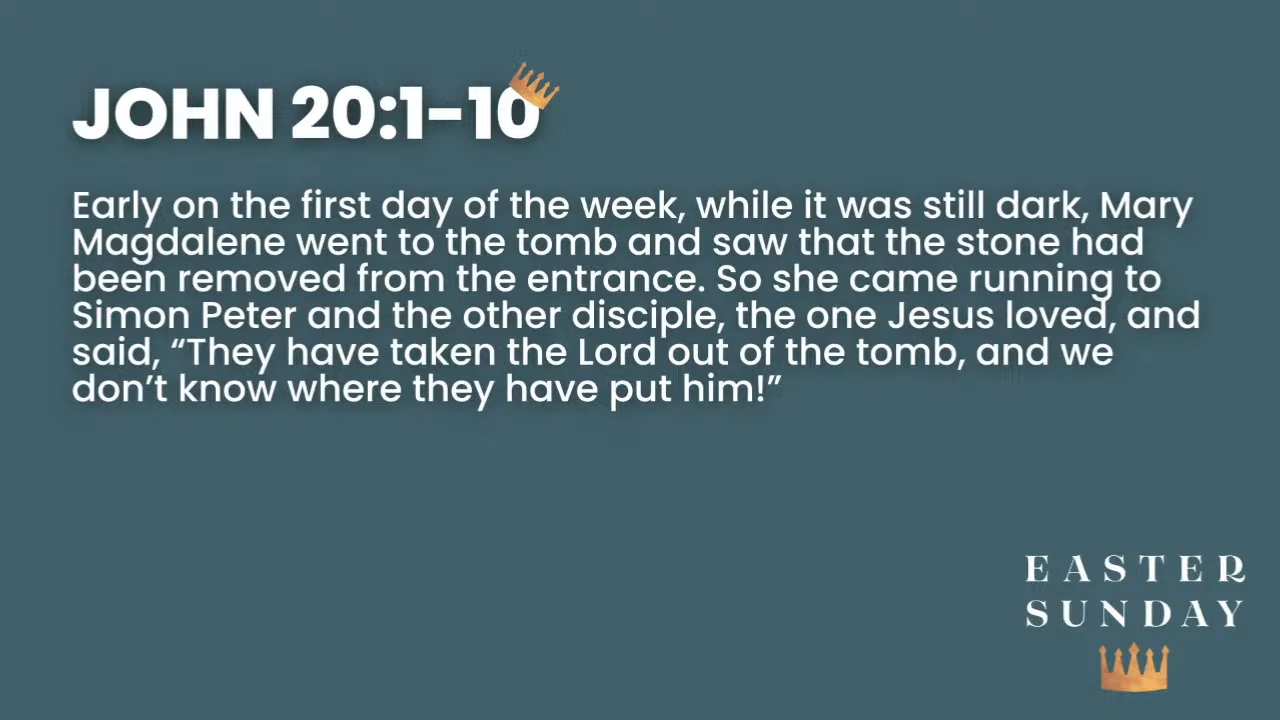 JOHN 20:1-10
Early on the first day of the week, while it was still dark, Mary
Magdalene went to the tomb and saw that the stone had
been removed from the entrance. So she came running to
Simon Peter and the other disciple, the one Jesus loved, and
said, “They have taken the Lord out of the tomb, and we
don’t know where they have put him!”
EASTER
SUNDAY